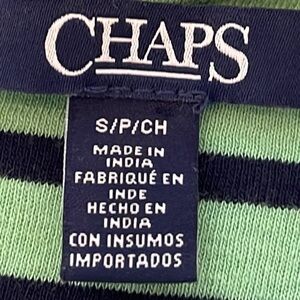 CHAPS
S/P/CH
MADE IN
INDIA
FABRIQUÉ EN
INDE
HECHO EN
INDIA
CON INSUMOS
IMPORTADOS